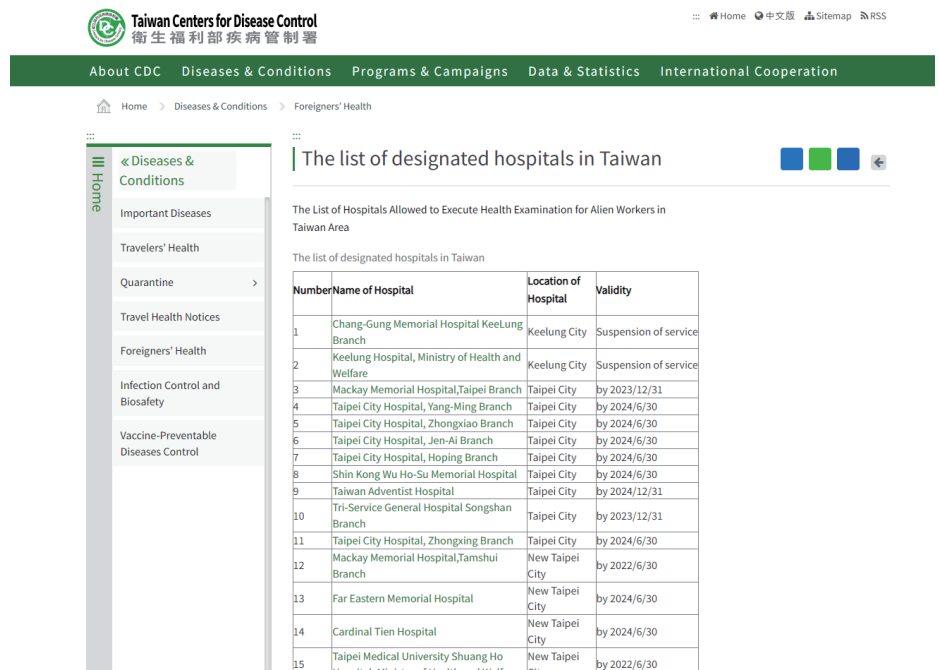 Taiwan Centers for Disease Control
衛生福利部疾病管制署
::: Home 中文版 Sitemap RSS
About CDC Diseases & Conditions Programs & Campaigns Data & Statistics International Cooperation
Home Diseases & Conditions Foreigners' Health
:::
Home
«Diseases &
Conditions
Important Diseases
Travelers' Health
Quarantine
Travel Health Notices
Foreigners' Health
Infection Control and
Biosafety
Vaccine-Preventable
Diseases Control
:::
The list of designated hospitals in Taiwan
The List of Hospitals Allowed to Execute Health Examination for Alien Workers in
Taiwan Area
The list of designated hospitals in Taiwan
Number Name of Hospital Location of Hospital Validity
1 Chang-Gung Memorial Hospital KeeLung Branch Keelung City Suspension of service
2 Keelung Hospital, Ministry of Health and Welfare Keelung City Suspension of service
3 Mackay Memorial Hospital,Taipei Branch Taipei City by 2023/12/31
4 Taipei City Hospital, Yang-Ming Branch Taipei City by 2024/6/30
5 Taipei City Hospital, Zhongxiao Branch Taipei City by 2024/6/30
6 Taipei City Hospital, Jen-Ai Branch Taipei City by 2024/6/30
7 Taipei City Hospital, Hoping Branch Taipei City by 2024/6/30
8 Shin Kong Wu Ho-Su Memorial Hospital Taipei City by 2024/6/30
9 Taiwan Adventist Hospital Taipei City by 2024/12/31
10 Tri-Service General Hospital Songshan Branch Taipei City by 2023/12/31
11 Taipei City Hospital, Zhongxing Branch Taipei City by 2024/6/30
12 Mackay Memorial Hospital,Tamshui Branch New Taipei City by 2022/6/30
13 Far Eastern Memorial Hospital New Taipei City by 2024/6/30
14 Cardinal Tien Hospital New Taipei City by 2024/6/30
15 Taipei Medical University Shuang Ho New Taipei by 2022/6/30